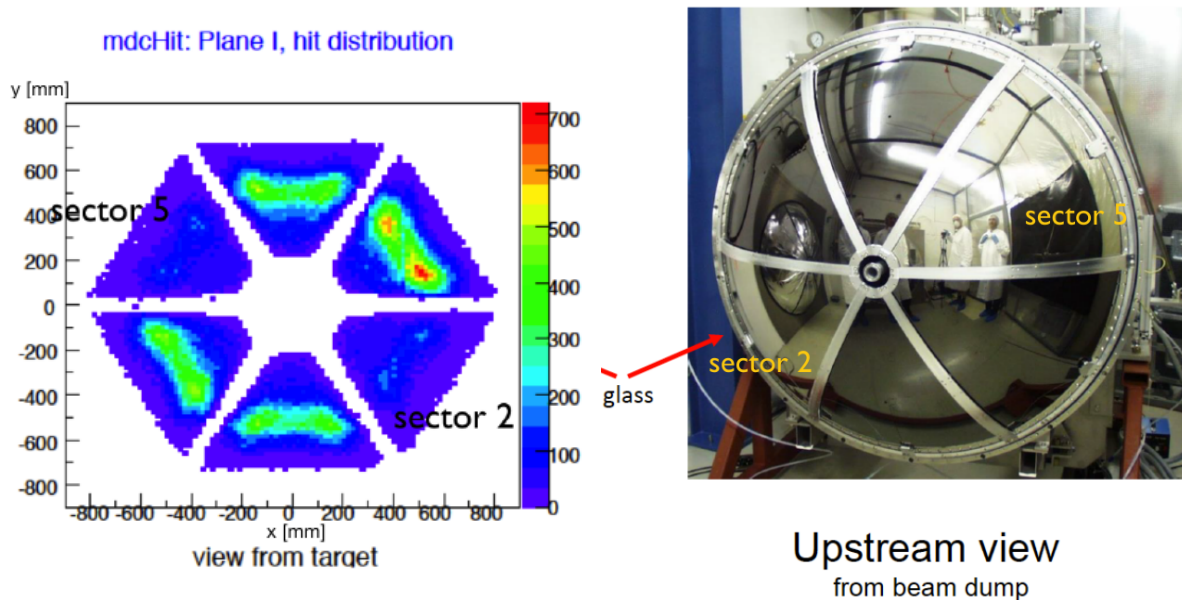 mdcHit: Plane I, hit distribution
y [mm]
800
600
400
200
0
-200
-400
-600
-800
-800 -600 -400 -200 0 200 400 600 800
x [mm]
view from target
700
600
500
400
300
200
100
0
sector 5
sector 2
glass
sector 5
sector 2
Upstream view
from beam dump